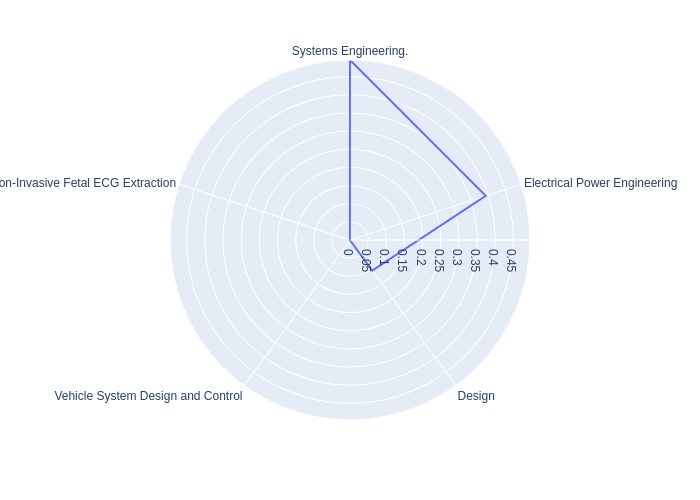 Systems Engineering.
on-Invasive Fetal ECG Extraction
Electrical Power Engineering
0
0.05
0.1
0.15
0.2
0.25
0.3
0.35
0.4
0.45
Vehicle System Design and Control
Design